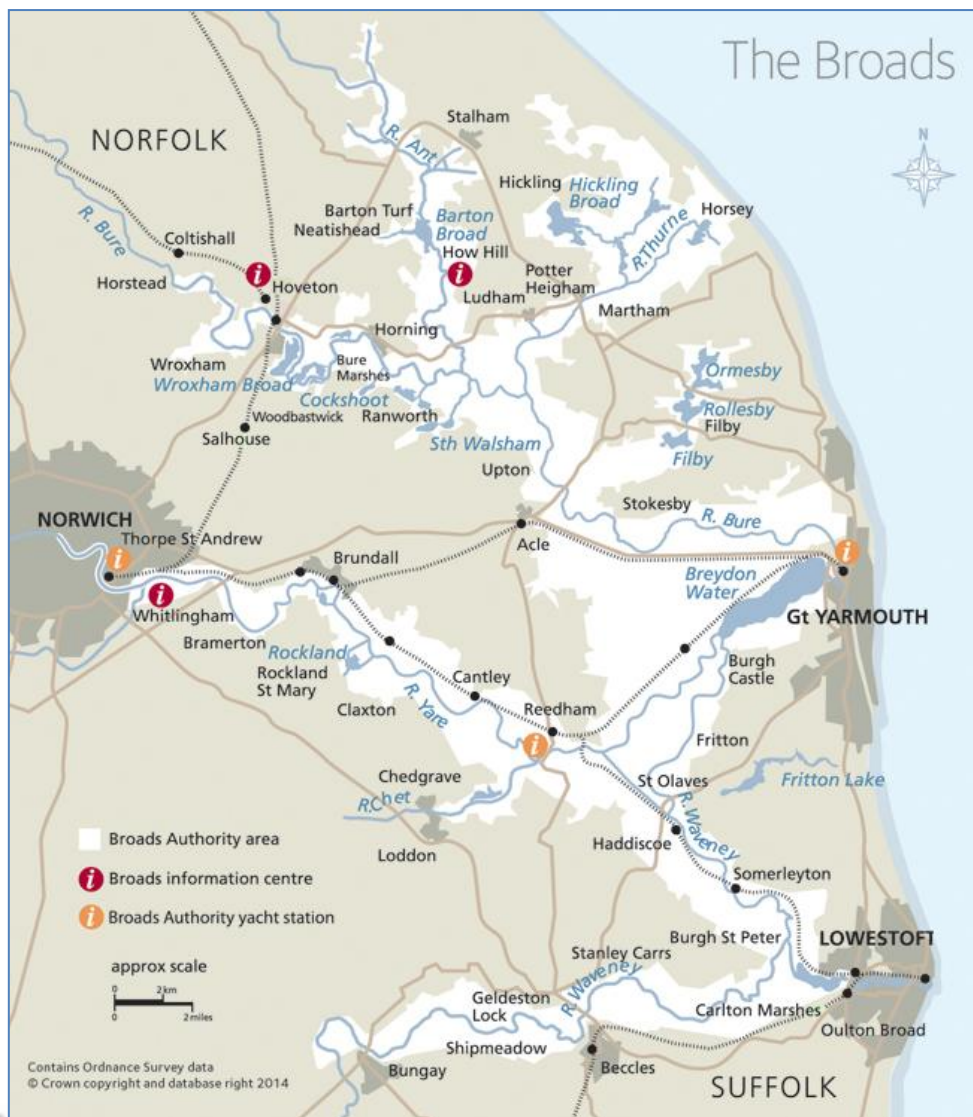 The Broads
N
NORFOLK
Stalham
R. Ant
Hickling
Hickling
Broad
Horsey
R. Bure
Barton Turf
Neatishead
Barton
Broad
How Hill
R.Thurne
Coltishall
Potter
Heigham
Horstead
Hoveton
i
i
Ludham
Martham
Horning
Wroxham
Wroxham Broad
Bure
Marshes
Cockshoot
Ranworth
Woodbastwick
Salhouse
Sth Walsham
Upton
Ormesby
Rollesby
Filby
Filby
Stokesby
R. Bure
NORWICH
Thorpe St Andrew
i
i
Brundall
Acle
Breydon
Water
i
Whitlingham
Bramerton
Gt YARMOUTH
Rockland
Rockland
St Mary
Cantley
Burgh
Castle
Claxton
R. Yare
Reedham
i
Fritton
Chedgrave
R.Chet
St Olaves
Fritton Lake
R.Waveney
Loddon
Haddiscoe
Somerleyton
Broads Authority area
i Broads information centre
i Broads Authority yacht station
approx scale
0 2km
0 2miles
Burgh St Peter
LOWESTOFT
Stanley Carrs
R.Waveney
Geldeston
Lock
Carlton Marshes
Oulton Broad
Shipmeadow
Bungay
Beccles
SUFFOLK
Contains Ordnance Survey data
© Crown copyright and database right 2014